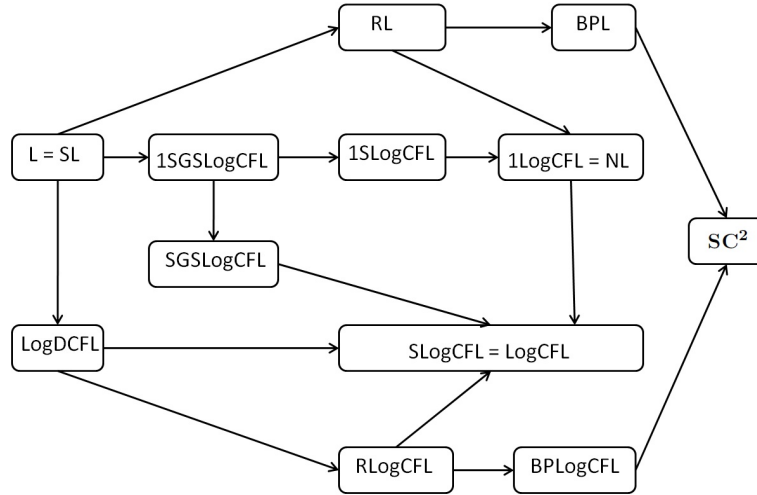 RL
BPL
L = SL
1SGSLogCFL
1SLogCFL
1LogCFL = NL
SC²
SGSLogCFL
LogDCFL
SLogCFL = LogCFL
RLogCFL
BPLogCFL